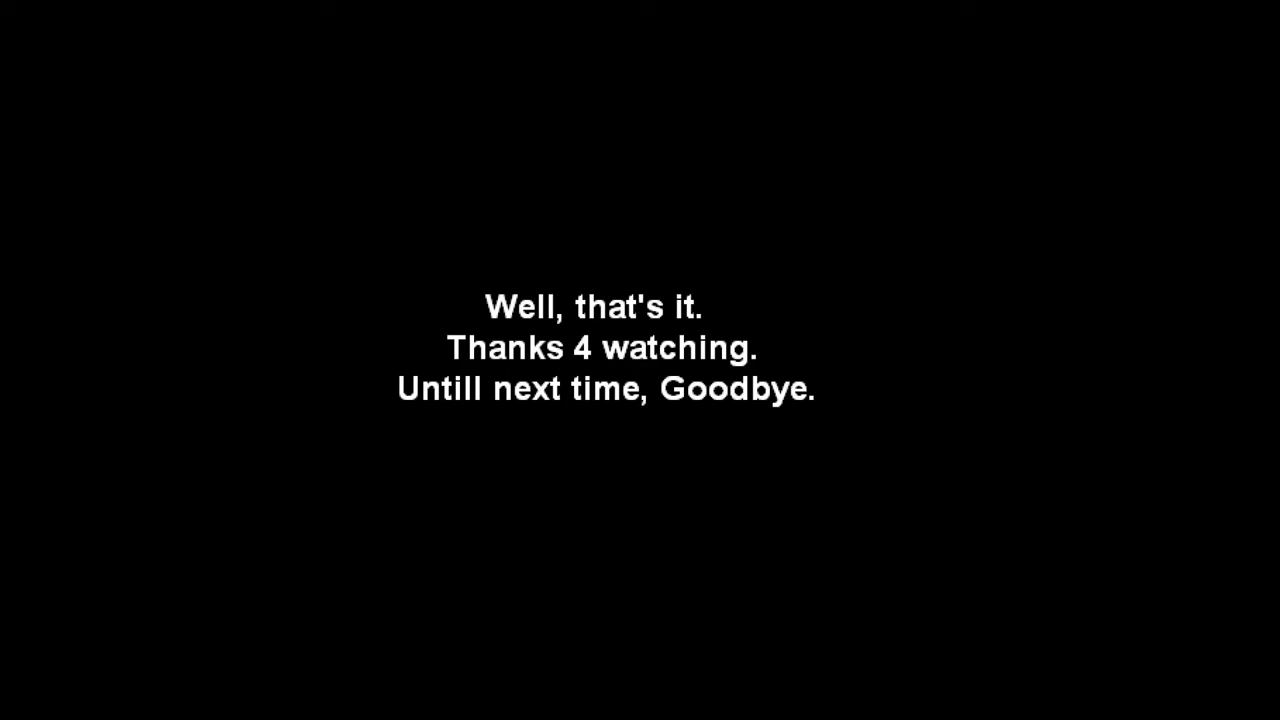 Well, that's it.
Thanks 4 watching.
Untill next time, Goodbye.